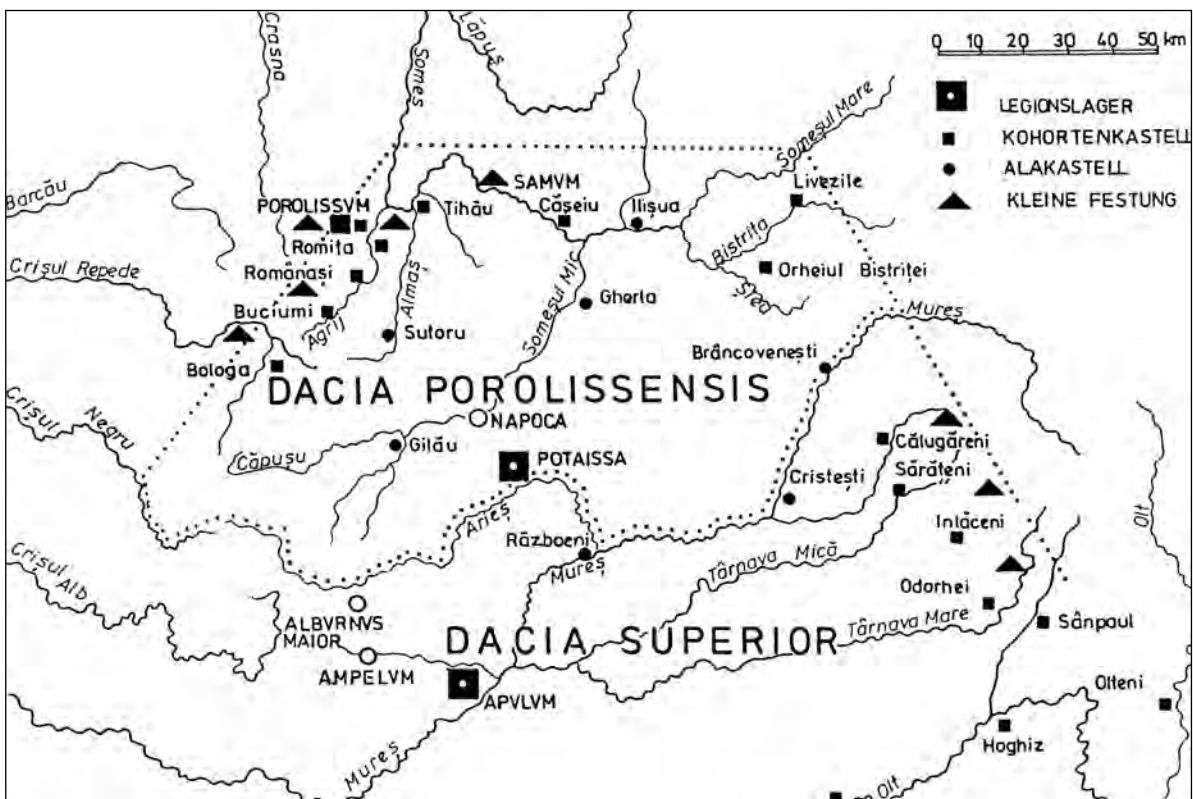 Crasna
Someș
Lăpuș
0 10 20 30 40 50 km
LEGIONSLAGER
KOHORTENKASTELL
ALAKASTELL
KLEINE FESTUNG
Barcău
Someșul Mare
SAMVM
Livezile
POROLISSVM
Tihău
Cășeiu
Ilișua
Romița
Bistrița
Crișul Repede
Românași
Orheiul Bistriței
Șieu
Almaș
Someșul Mic
Gherla
Buciumi
Agrij
Sutoru
Mureș
Bologa
Brâncovenești
DACIA POROLISSENSIS
Crișul
Negru
NAPOCA
Căpușu
Gilău
POTAISSA
Călugăreni
Sărățeni
Cristești
Olt
Arieș
Inlăceni
Războeni
Mureș
Târnava Mică
Crișul Alb
Odorhei
ALBVRNVS
MAIOR
DACIA SUPERIOR
Târnava Mare
Sânpaul
AMPELVM
APVLVM
Olteni
Hoghiz
Mureș
Olt